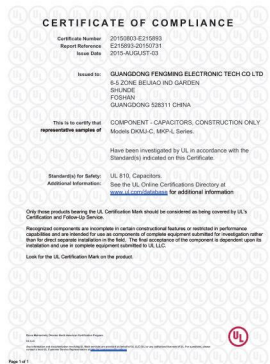 CERTIFICATE OF COMPLIANCE
Certificate Number 20150803-E215893
Report Reference E215893-20150731
Issue Date 2015-AUGUST-03
Issued to: GUANGDONG FENGMING ELECTRONIC TECH CO LTD
6-5 ZONE BEIJIAO IND GARDEN
SHUNDE
FOSHAN
GUANGDONG 528311 CHINA
This is to certify that COMPONENT - CAPACITORS, CONSTRUCTION ONLY
representative samples of Models DKMJ-C, MKP-L Series.
Have been investigated by UL in accordance with the
Standard(s) indicated on this Certificate.
Standard(s) for Safety: UL 810, Capacitors.
Additional Information: See the UL Online Certifications Directory at
www.ul.com/database for additional information
Only those products bearing the UL Certification Mark should be considered as being covered by UL's
Certification and Follow-Up Service.
Recognized components are incomplete in certain constructional features or restricted in performance
capabilities and are intended for use as components of complete equipment submitted for investigation rather
than for direct separate installation in the field. The final acceptance of the component is dependent upon its
installation and use in complete equipment submitted to UL LLC.
Look for the UL Certification Mark on the product.
UL
Page 1 of 1